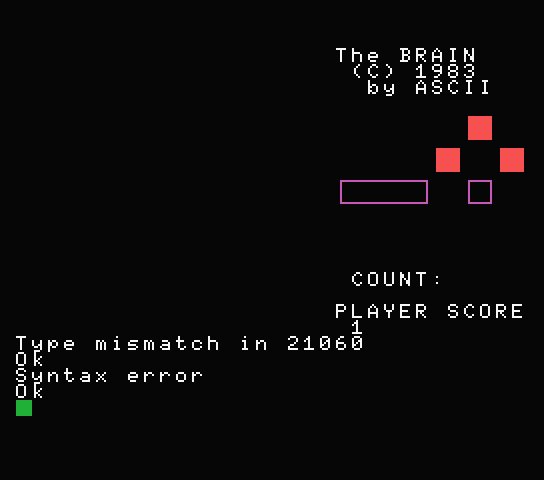 The BRAIN
(C) 1983
by ASCII
COUNT:
PLAYER SCORE
1
Type mismatch in 21060
Ok
Syntax error
Ok